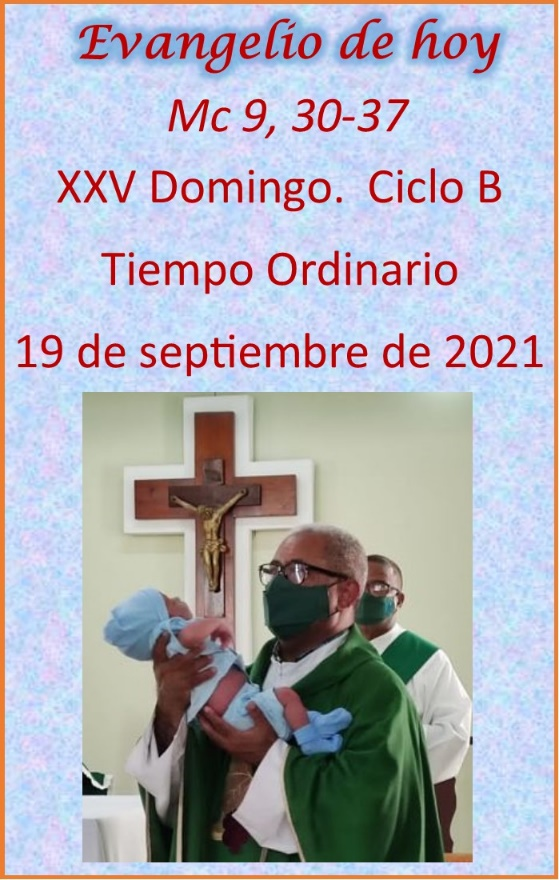 Evangelio de hoy
Mc 9, 30-37
XXV Domingo. Ciclo B
Tiempo Ordinario
19 de septiembre de 2021